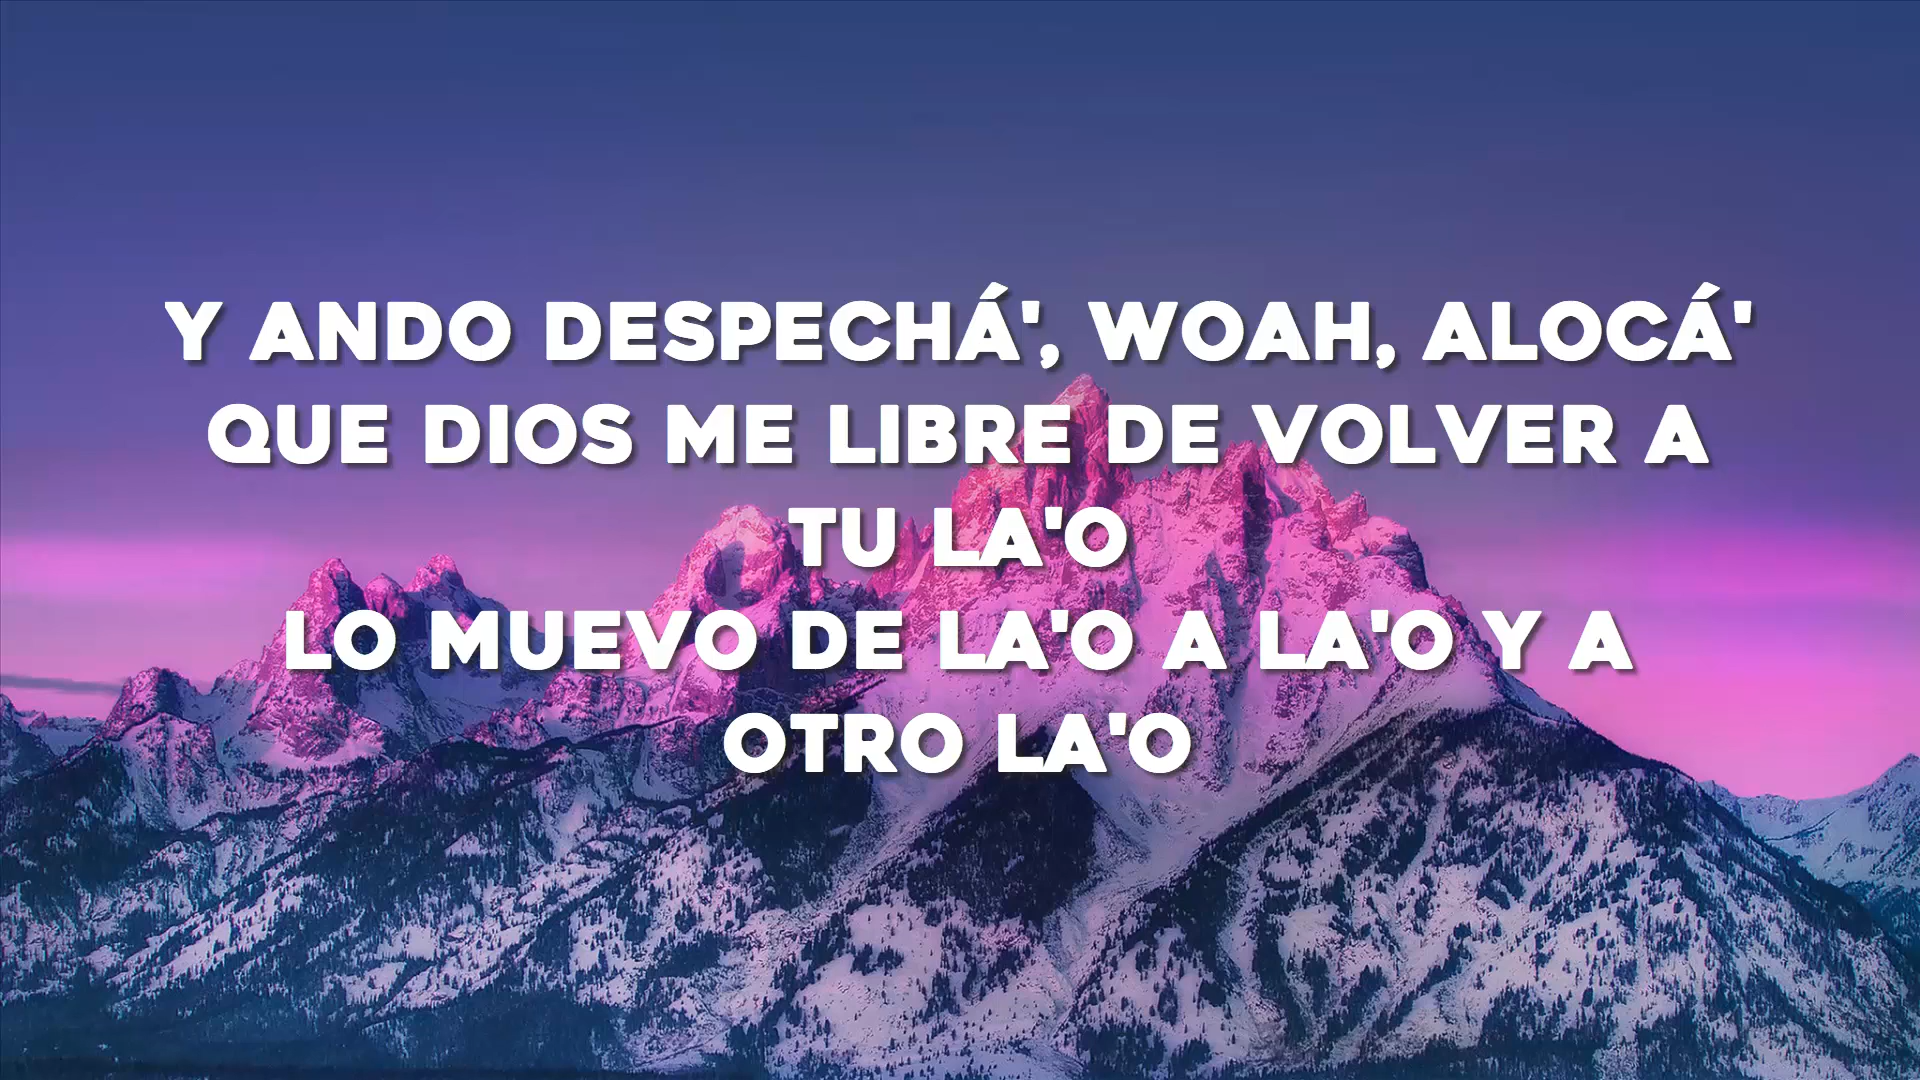 Y ANDO DESPECHÁ', WOAH, ALOCÁ'
QUE DIOS ME LIBRE DE VOLVER A
TU LA'O
LO MUEVO DE LA'O A LA'O Y A
OTRO LA'O